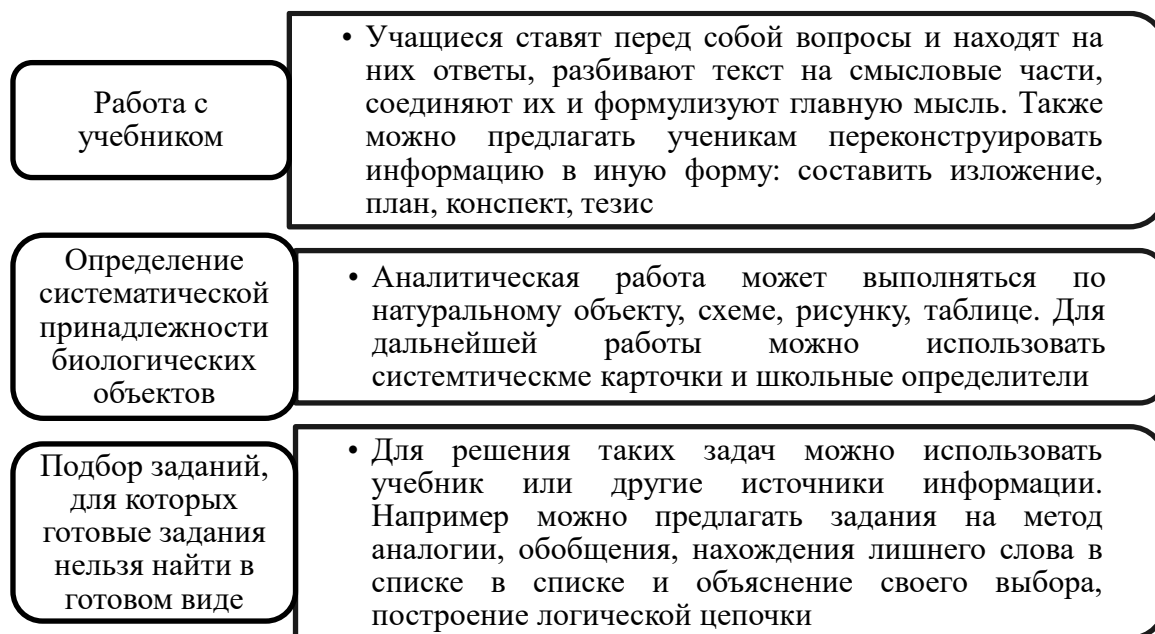 Работа с
учебником
• Учащиеся ставят перед собой вопросы и находят на
них ответы, разбивают текст на смысловые части,
соединяют их и формулизуют главную мысль. Также
можно предлагать ученикам переконструировать
информацию в иную форму: составить изложение,
план, конспект, тезис
Определение
систематической
принадлежности
биологических
объектов
• Аналитическая работа может выполняться по
натуральному объекту, схеме, рисунку, таблице. Для
дальнейшей работы можно использовать
системтическме карточки и школьные определители
Подбор заданий,
для которых
готовые задания
нельзя найти в
готовом виде
• Для решения таких задач можно использовать
учебник или другие источники информации.
Например можно предлагать задания на метод
аналогии, обобщения, нахождения лишнего слова в
списке в списке и объяснение своего выбора,
построение логической цепочки